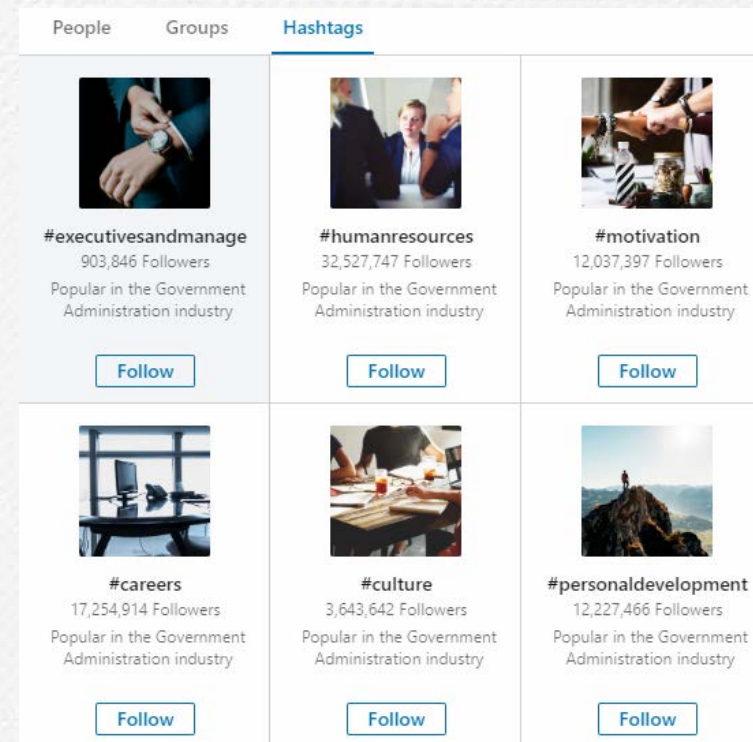 People Groups Hashtags
#executivesandmanage
903,846 Followers
Popular in the Government
Administration industry
Follow
#humanresources
32,527,747 Followers
Popular in the Government
Administration industry
Follow
#motivation
12,037,397 Followers
Popular in the Government
Administration industry
Follow
#careers
17,254,914 Followers
Popular in the Government
Administration industry
Follow
#culture
3,643,642 Followers
Popular in the Government
Administration industry
Follow
#personaldevelopment
12,227,466 Followers
Popular in the Government
Administration industry
Follow